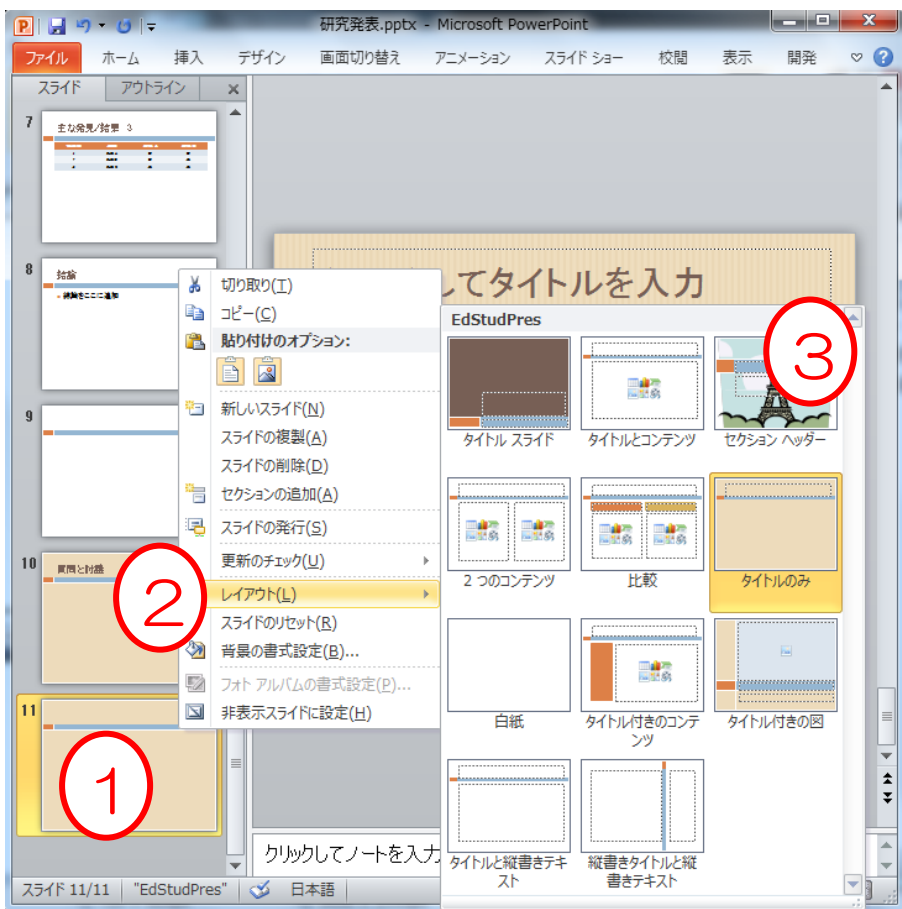 研究発表.pptx - Microsoft PowerPoint
ファイル ホーム 挿入 デザイン 画面切り替え アニメーション スライド ショー 校閲 表示 開発
スライド アウトライン
7
主な発見/結果 3
8
結論
結論をここに追加
9
10
質問と討議
11
1
2
3
してタイトルを入力
切り取り(T)
コピー(C)
貼り付けのオプション:
新しいスライド(N)
スライドの複製(A)
スライドの削除(D)
セクションの追加(A)
スライドの発行(S)
更新のチェック(U)
レイアウト(L)
スライドのリセット(R)
背景の書式設定(B)...
フォト アルバムの書式設定(P)...
非表示スライドに設定(H)
EdStudPres
タイトル スライド タイトルとコンテンツ セクション ヘッダー
2 つのコンテンツ 比較 タイトルのみ
白紙 タイトル付きのコンテンツ タイトル付きの図
タイトルと縦書きテキスト 縦書きタイトルと縦書きテキスト
クリックしてノートを入力
スライド 11/11 "EdStudPres" 日本語